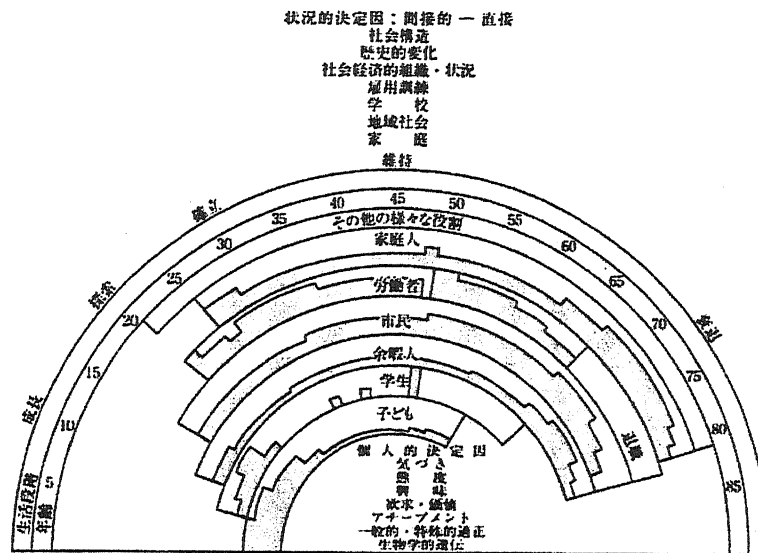 状況的決定因：間接的 ー 直接
社会構造
歴史的変化
社会経済的組織・状況
雇用訓練
学　校
地域社会
家　庭
維持
確立
探索
成長
衰退
生活段階
年齢
5
10
15
20
25
30
35
40
45
50
55
60
65
70
75
80
85
その他の様々な役割
家庭人
労働者
市民
余暇人
学生
子ども
退職
個人的決定因
気づき
態　度
興　味
欲求・価値
アチーブメント
一般的・特殊的適正
生物学的遺伝